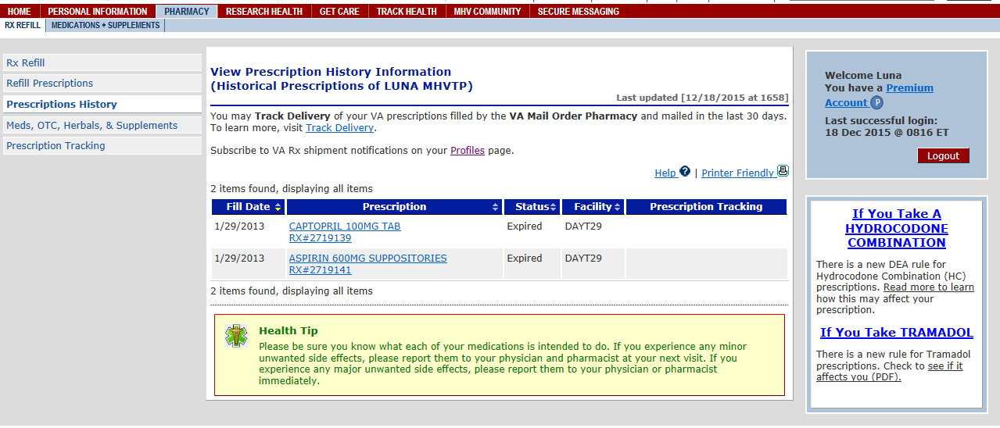 HOME PERSONAL INFORMATION PHARMACY RESEARCH HEALTH GET CARE TRACK HEALTH MHV COMMUNITY SECURE MESSAGING
RX REFILL MEDICATIONS + SUPPLEMENTS
Rx Refill
Refill Prescriptions
Prescriptions History
Meds, OTC, Herbals, & Supplements
Prescription Tracking
View Prescription History Information
(Historical Prescriptions of LUNA MHVTP)
Last updated [12/18/2015 at 1658]
You may Track Delivery of your VA prescriptions filled by the VA Mail Order Pharmacy and mailed in the last 30 days.
To learn more, visit Track Delivery.
Subscribe to VA Rx shipment notifications on your Profiles page.
Help ? | Printer Friendly
2 items found, displaying all items
Fill Date Prescription Status Facility Prescription Tracking
1/29/2013 CAPTOPRIL 100MG TAB Expired DAYT29
RX#2719139
1/29/2013 ASPIRIN 600MG SUPPOSITORIES Expired DAYT29
RX#2719141
2 items found, displaying all items
Health Tip
Please be sure you know what each of your medications is intended to do. If you experience any minor
unwanted side effects, please report them to your physician and pharmacist at your next visit. If you
experience any major unwanted side effects, please report them to your physician or pharmacist
immediately.
Welcome Luna
You have a Premium
Account P
Last successful login:
18 Dec 2015 @ 0816 ET
Logout
If You Take A
HYDROCODONE
COMBINATION
There is a new DEA rule for
Hydrocodone Combination (HC)
prescriptions. Read more to learn
how this may affect your
prescription.
If You Take TRAMADOL
There is a new rule for Tramadol
prescriptions. Check to see if it
affects you (PDF).